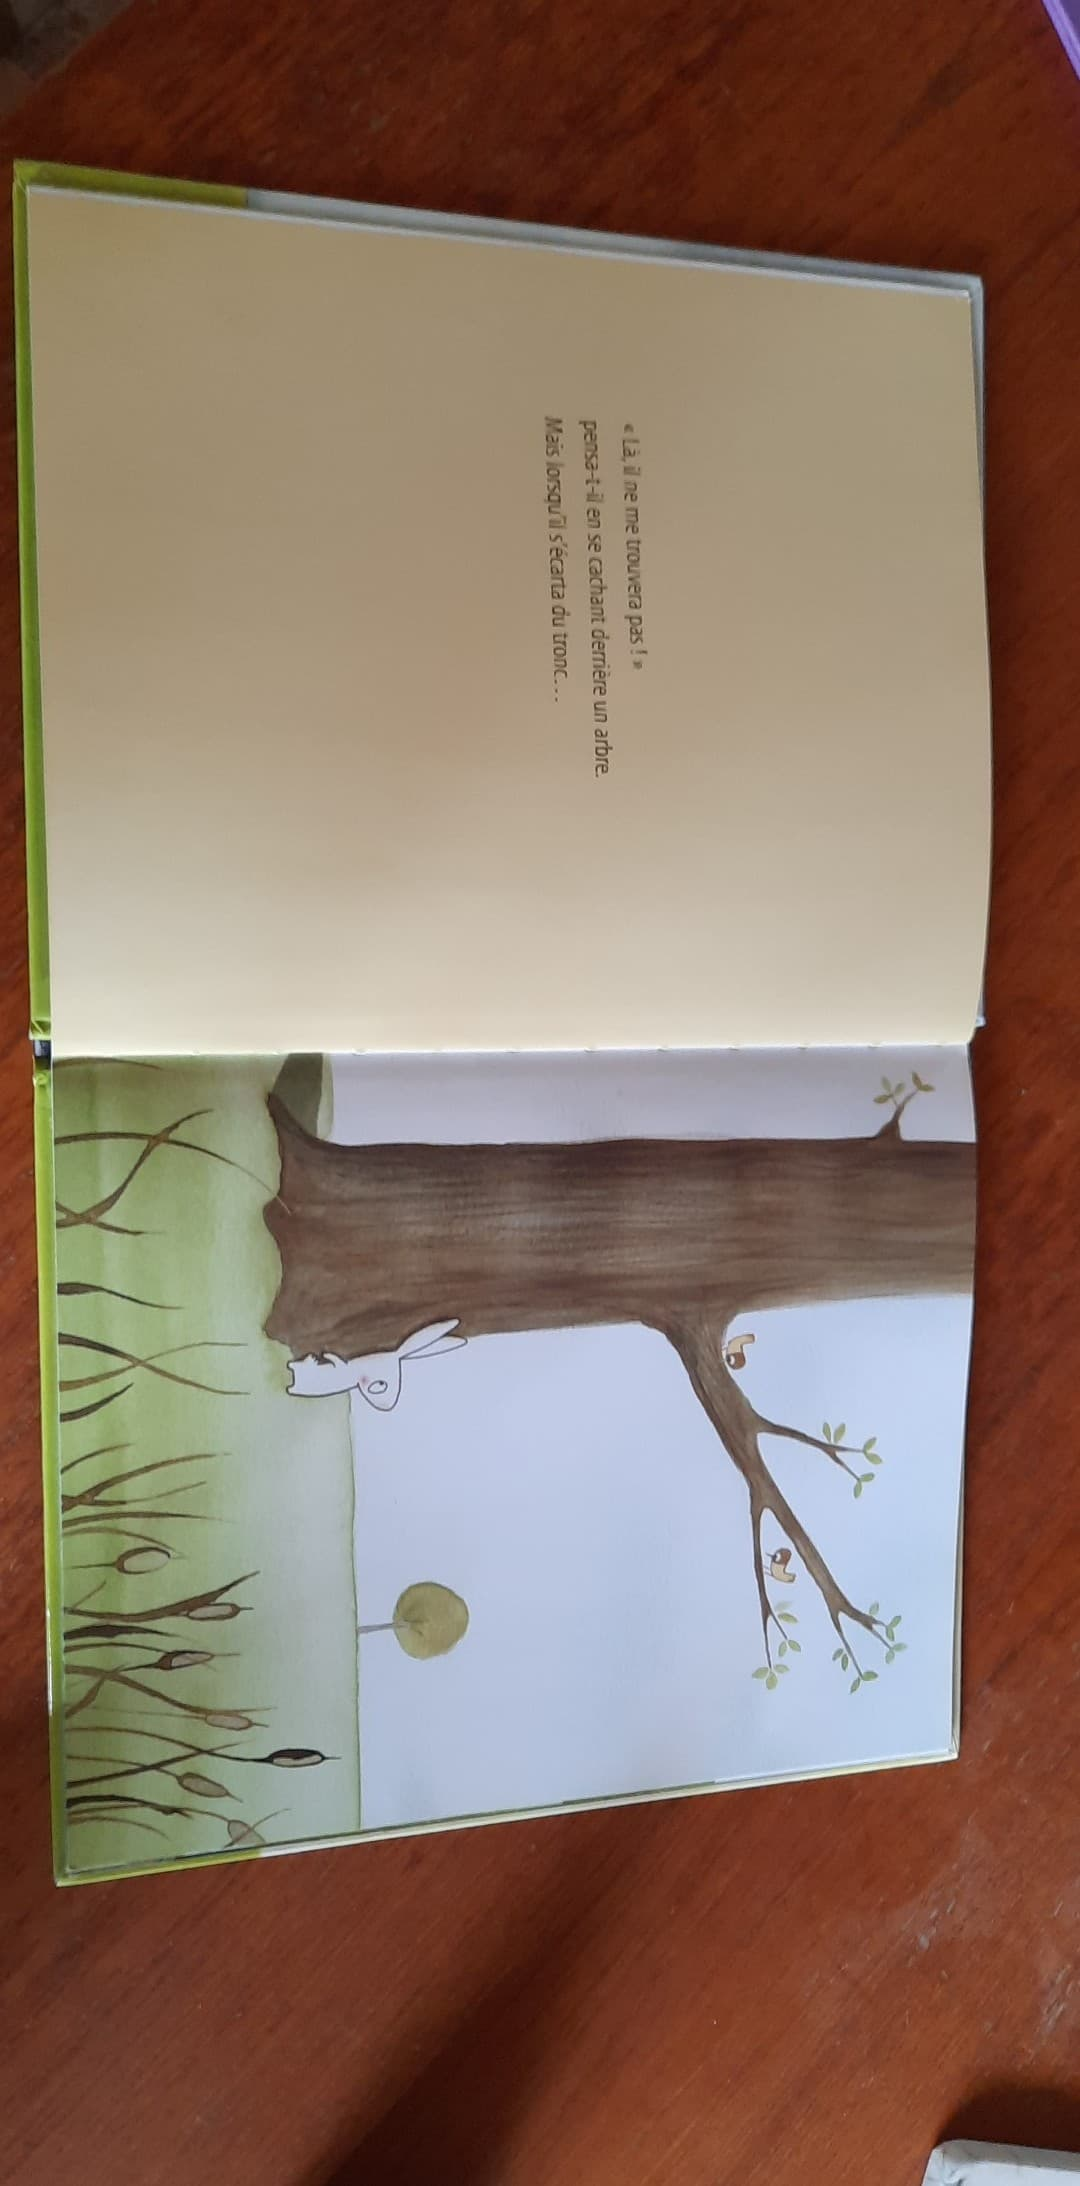 « Là, il ne me trouvera pas ! »
pensa-t-il en se cachant derrière un arbre.
Mais lorsqu'il s'écarta du tronc…